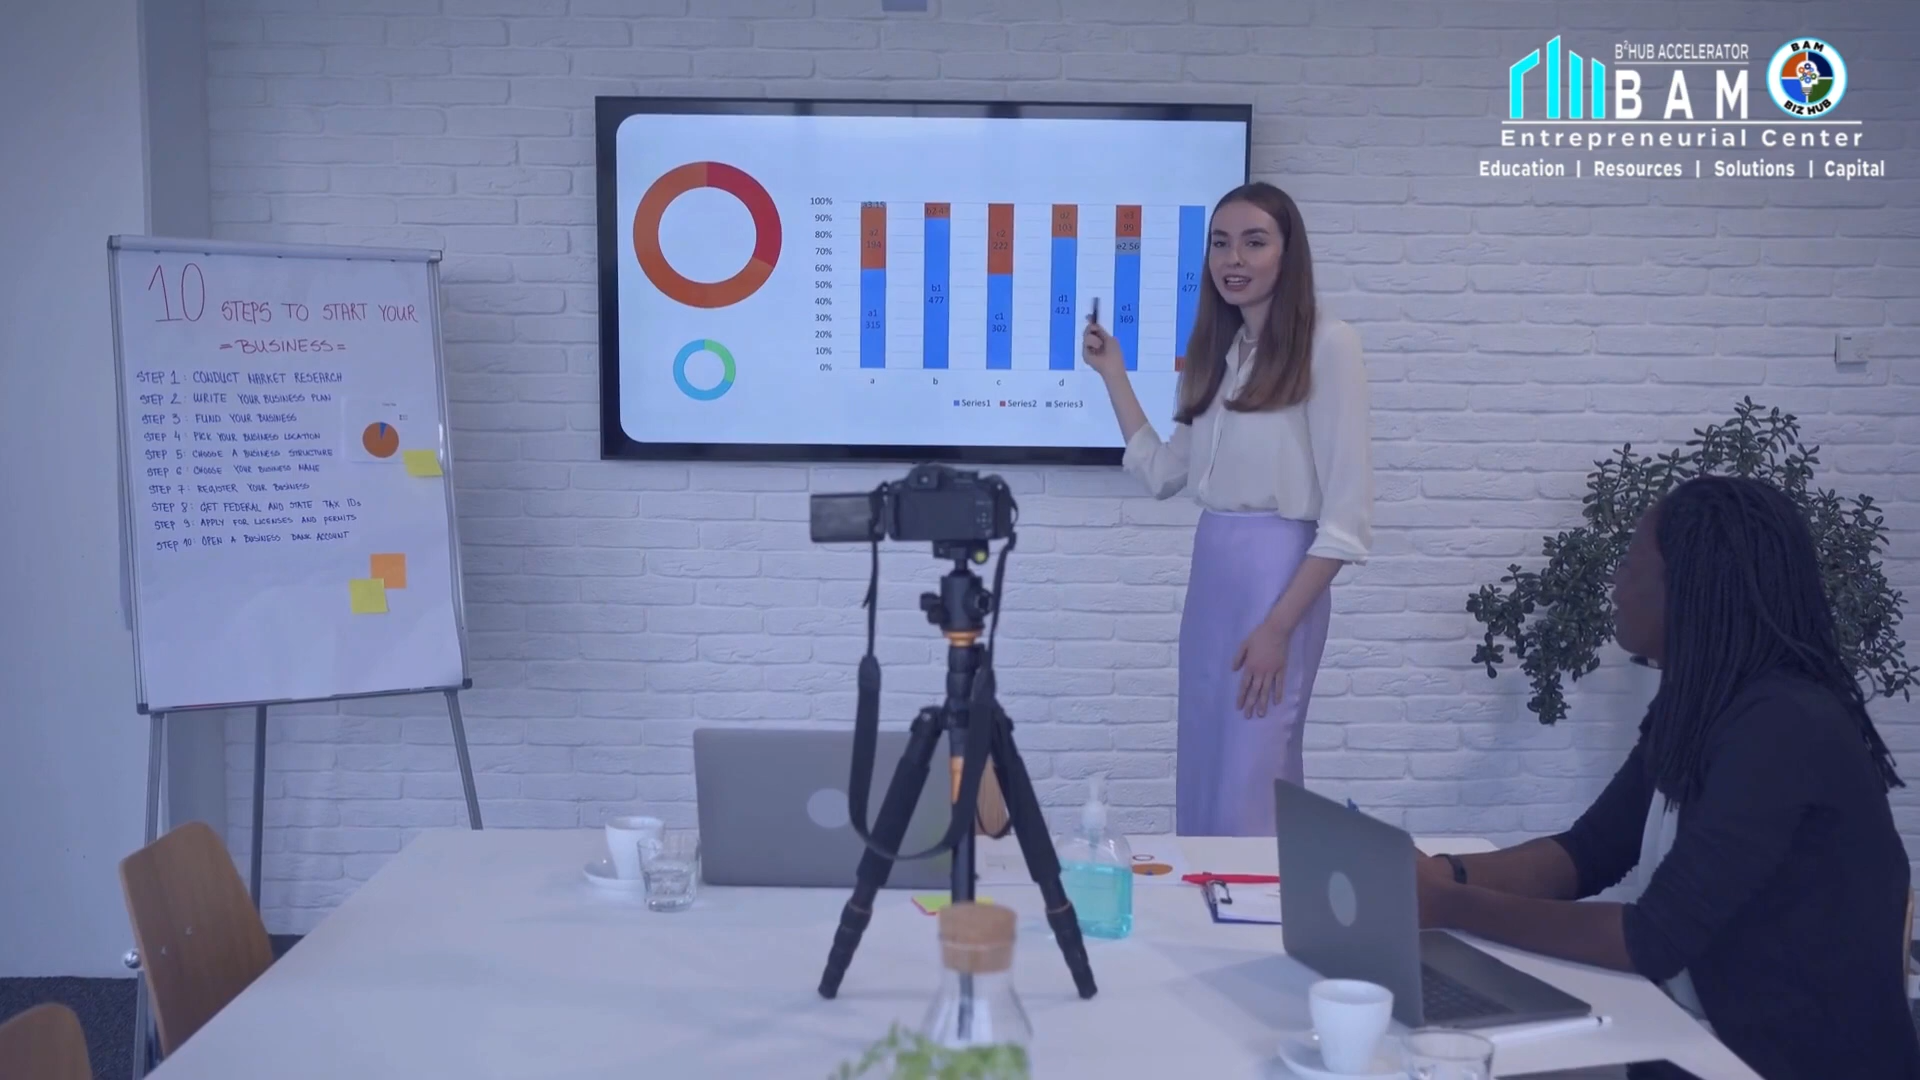 B²HUB ACCELERATOR
BAM
BAM
BIZ HUB
Entrepreneurial Center
Education | Resources | Solutions | Capital
10 STEPS TO START YOUR
=BUSINESS=
STEP 1: CONDUCT MARKET RESEARCH
STEP 2: WRITE YOUR BUSINESS PLAN
STEP 3: FUND YOUR BUSINESS
STEP 4: PICK YOUR BUSINESS LOCATION
STEP 5: CHOOSE A BUSINESS STRUCTURE
STEP 6: CHOOSE YOUR BUSINESS NAME
STEP 7: REGISTER YOUR BUSINESS
STEP 8: GET FEDERAL AND STATE TAX IDs
STEP 9: APPLY FOR LICENSES AND PERMITS
STEP 10: OPEN A BUSINESS BANK ACCOUNT
100%
90%
80%
70%
60%
50%
40%
30%
20%
10%
0%
a2
194
a1
315
b1
477
c2
222
c1
302
d2
103
d1
421
e3
99
e2 56
e1
369
f2
477
a
b
c
d
Series1 Series2 Series3